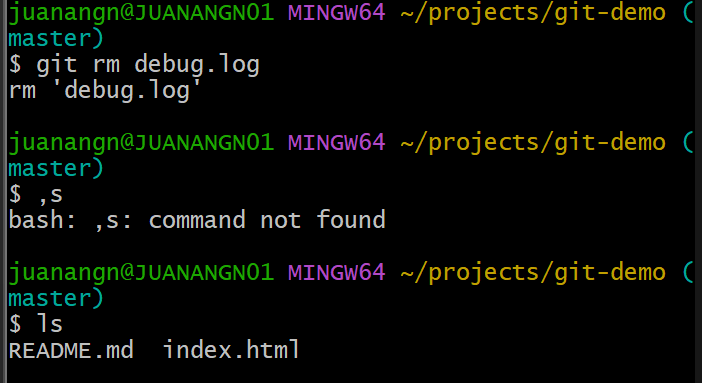 juanangn@JUANANGN01 MINGW64 ~/projects/git-demo (
master)
$ git rm debug.log
rm 'debug.log'
juanangn@JUANANGN01 MINGW64 ~/projects/git-demo (
master)
$ ,s
bash: ,s: command not found
juanangn@JUANANGN01 MINGW64 ~/projects/git-demo (
master)
$ ls
README.md  index.html